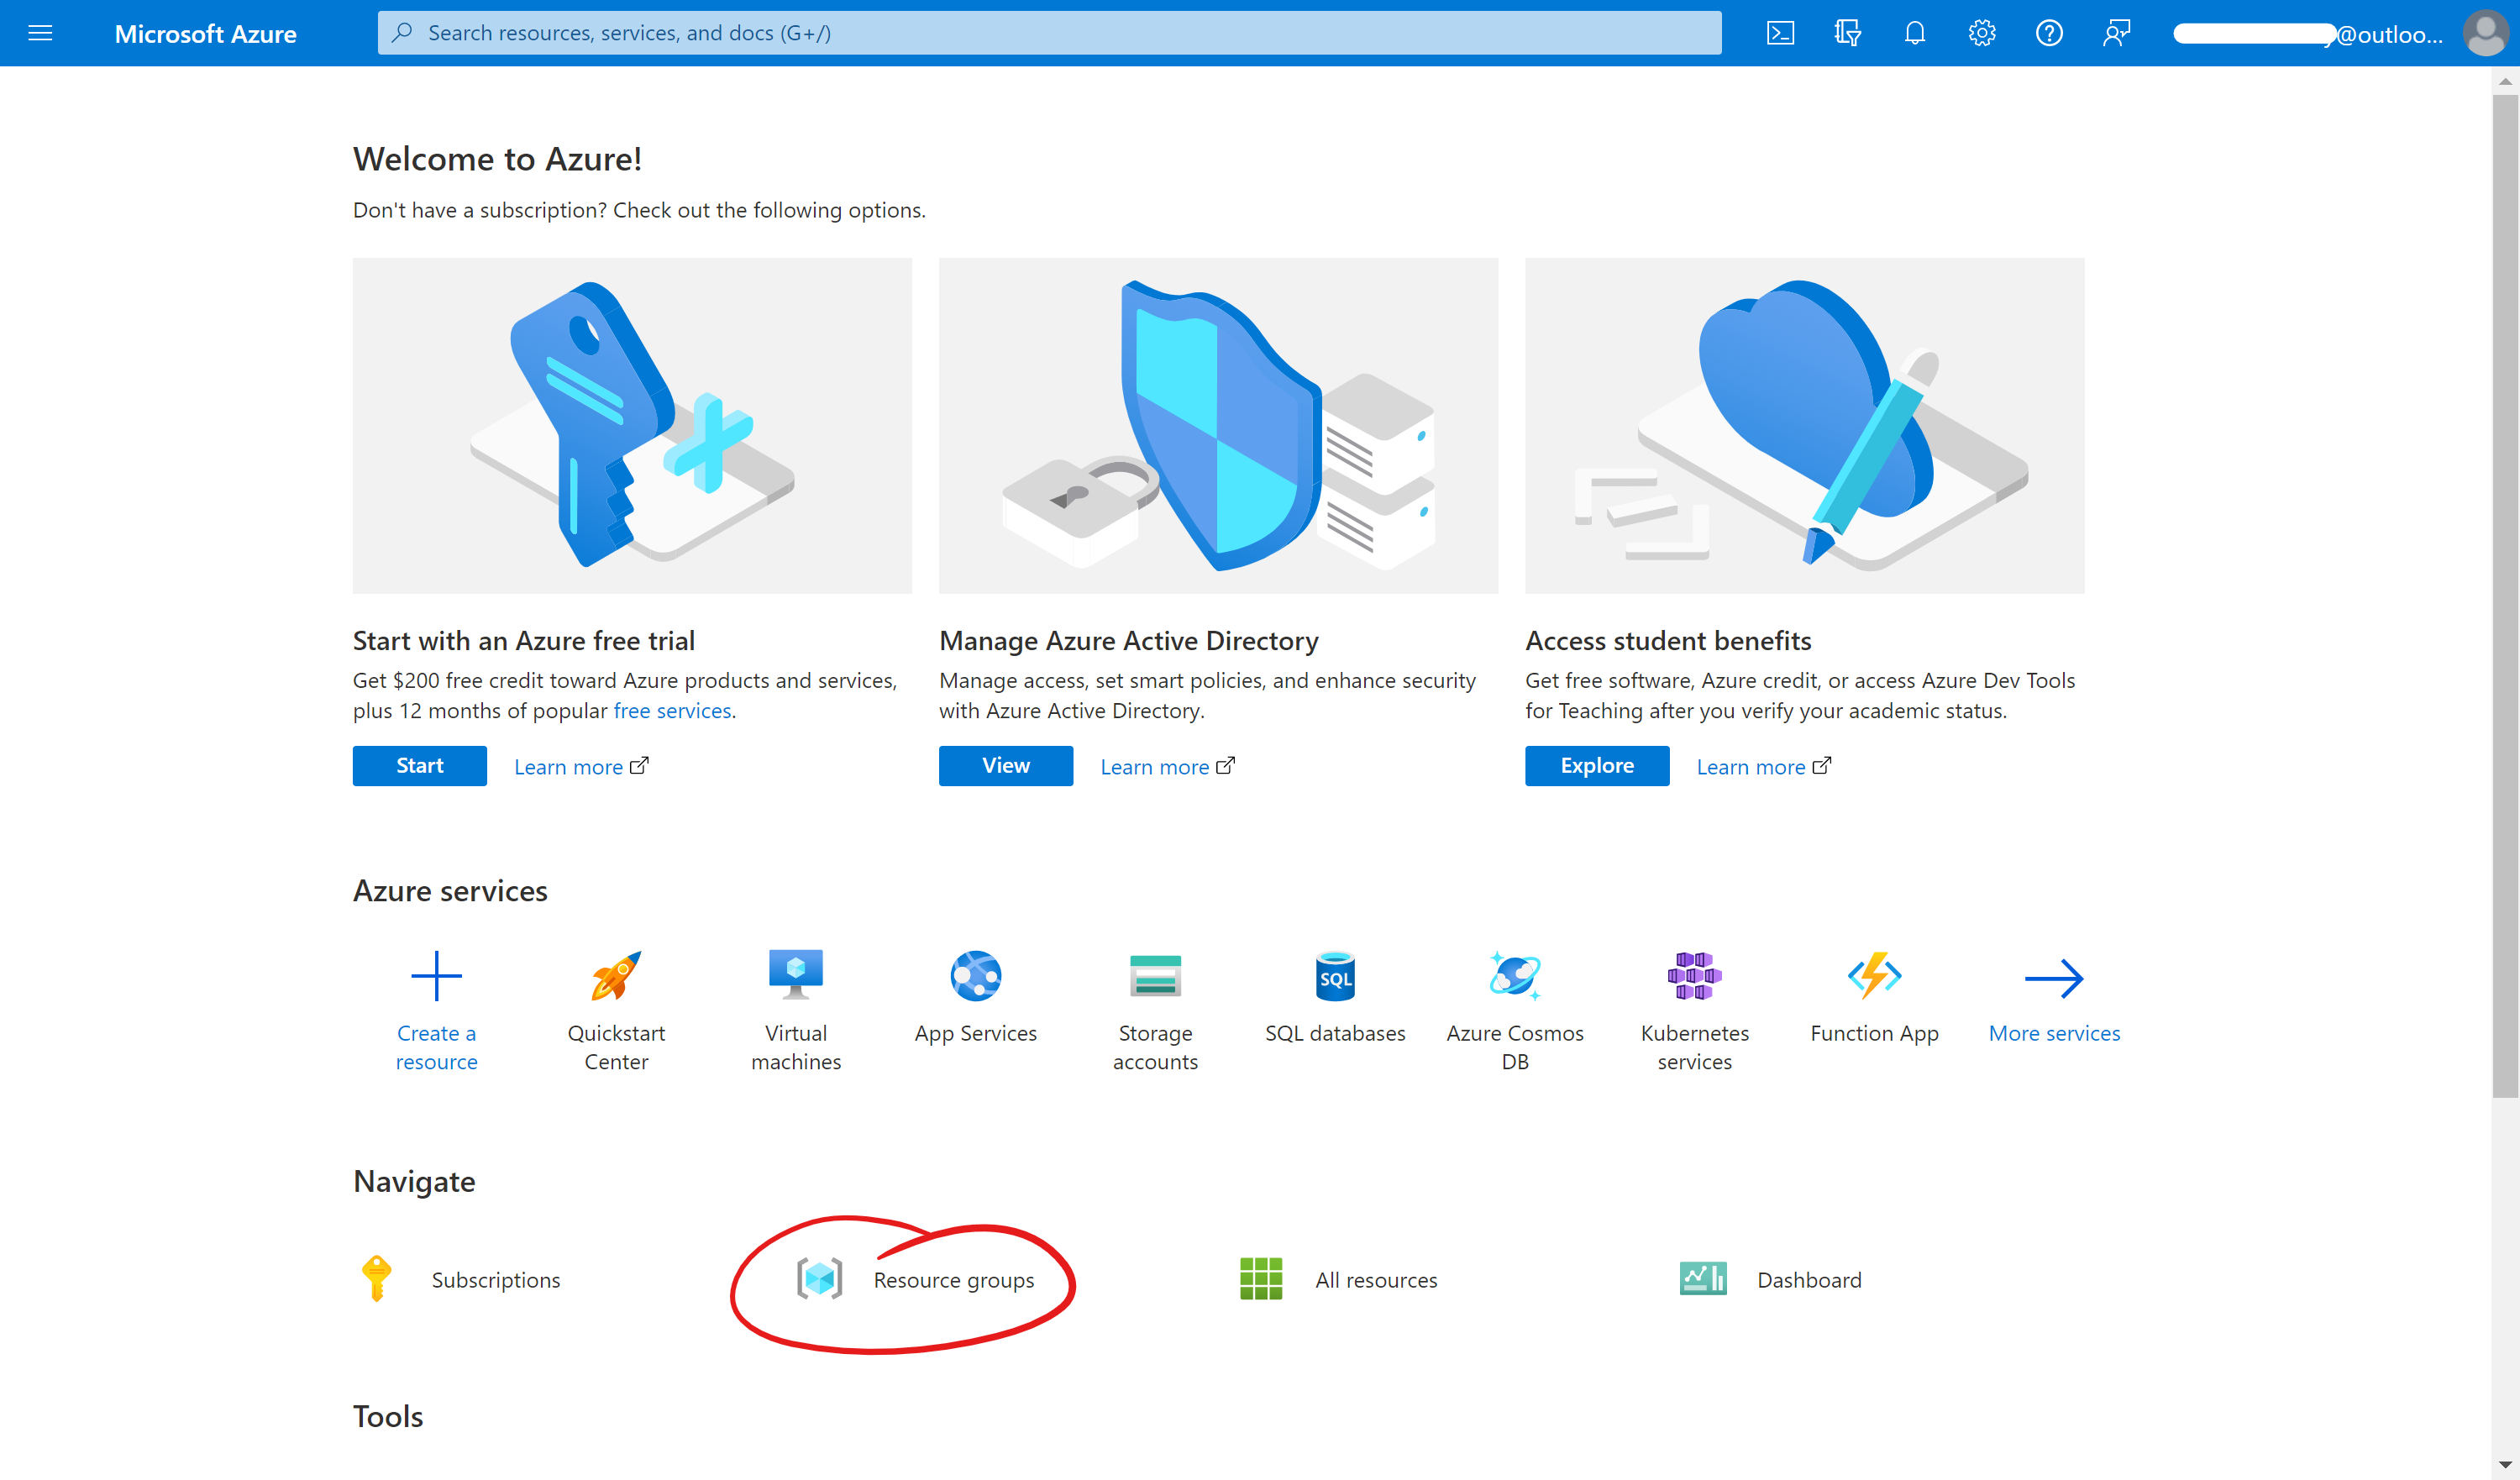 Microsoft Azure
Search resources, services, and docs (G+/)
@outloo...
Welcome to Azure!
Don't have a subscription? Check out the following options.
Start with an Azure free trial
Get $200 free credit toward Azure products and services,
plus 12 months of popular free services.
Start
Learn more
Manage Azure Active Directory
Manage access, set smart policies, and enhance security
with Azure Active Directory.
View
Learn more
Access student benefits
Get free software, Azure credit, or access Azure Dev Tools
for Teaching after you verify your academic status.
Explore
Learn more
Azure services
Create a
resource
Quickstart
Center
Virtual
machines
App Services
Storage
accounts
SQL
SQL databases
Azure Cosmos
DB
Kubernetes
services
Function App
More services
Navigate
Subscriptions
Resource groups
All resources
Dashboard
Tools